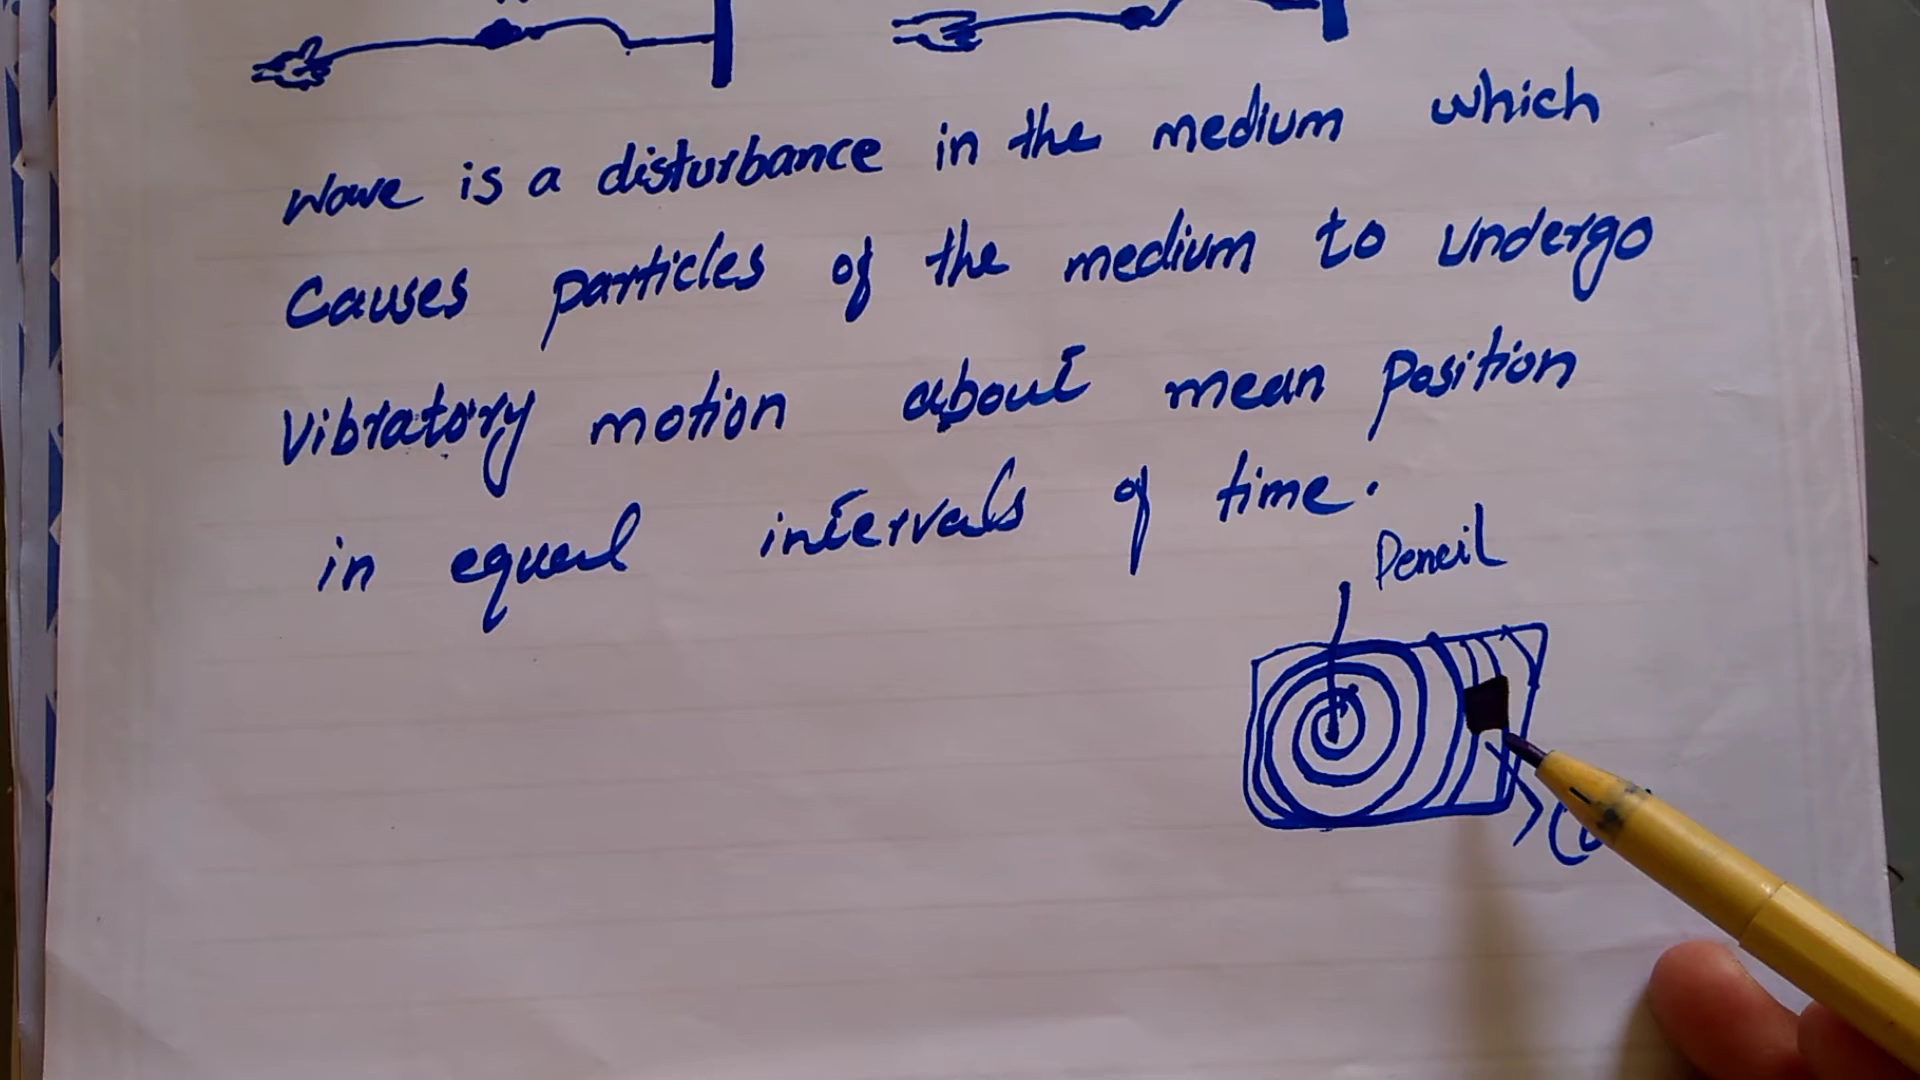 Wave is a disturbance in the medium which
Causes particles of the medium to undergo
Vibratory motion about mean position
in equal intervals of time.
Pencil